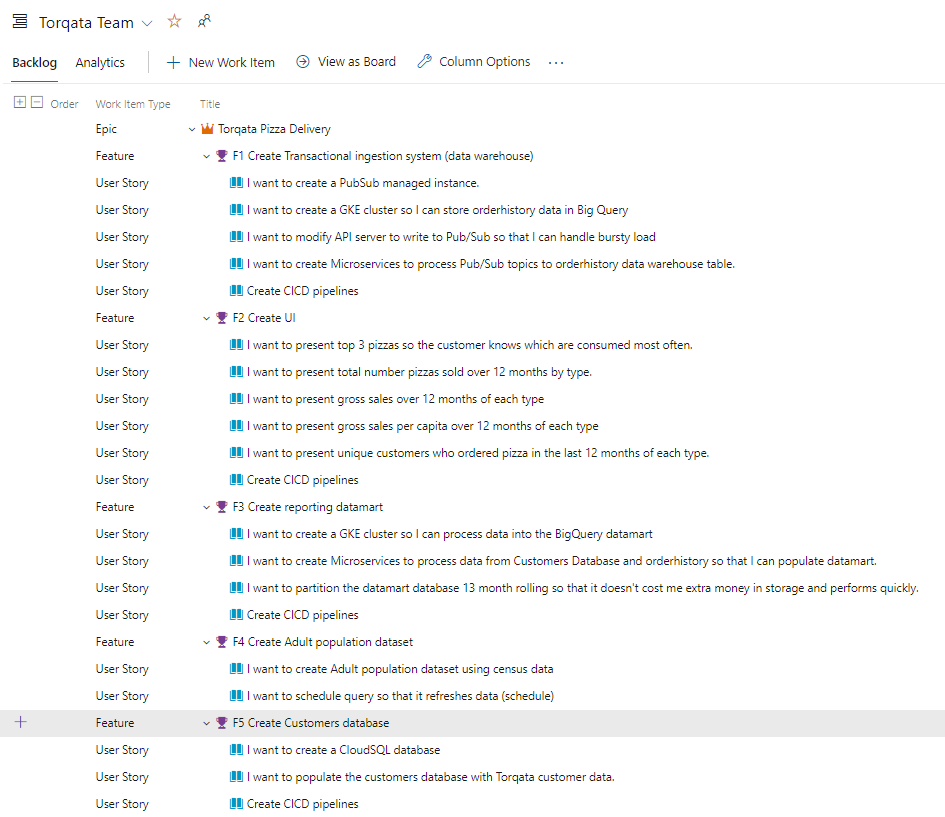 Torqata Team
Backlog Analytics New Work Item View as Board Column Options ...
Order Work Item Type Title
Epic Torqata Pizza Delivery
Feature F1 Create Transactional ingestion system (data warehouse)
User Story I want to create a PubSub managed instance.
User Story I want to create a GKE cluster so I can store orderhistory data in Big Query
User Story I want to modify API server to write to Pub/Sub so that I can handle bursty load
User Story I want to create Microservices to process Pub/Sub topics to orderhistory data warehouse table.
User Story Create CICD pipelines
Feature F2 Create UI
User Story I want to present top 3 pizzas so the customer knows which are consumed most often.
User Story I want to present total number pizzas sold over 12 months by type.
User Story I want to present gross sales over 12 months of each type
User Story I want to present gross sales per capita over 12 months of each type
User Story I want to present unique customers who ordered pizza in the last 12 months of each type.
User Story Create CICD pipelines
Feature F3 Create reporting datamart
User Story I want to create a GKE cluster so I can process data into the BigQuery datamart
User Story I want to create Microservices to process data from Customers Database and orderhistory so that I can populate datamart.
User Story I want to partition the datamart database 13 month rolling so that it doesn't cost me extra money in storage and performs quickly.
User Story Create CICD pipelines
Feature F4 Create Adult population dataset
User Story I want to create Adult population dataset using census data
User Story I want to schedule query so that it refreshes data (schedule)
Feature F5 Create Customers database
User Story I want to create a CloudSQL database
User Story I want to populate the customers database with Torqata customer data.
User Story Create CICD pipelines